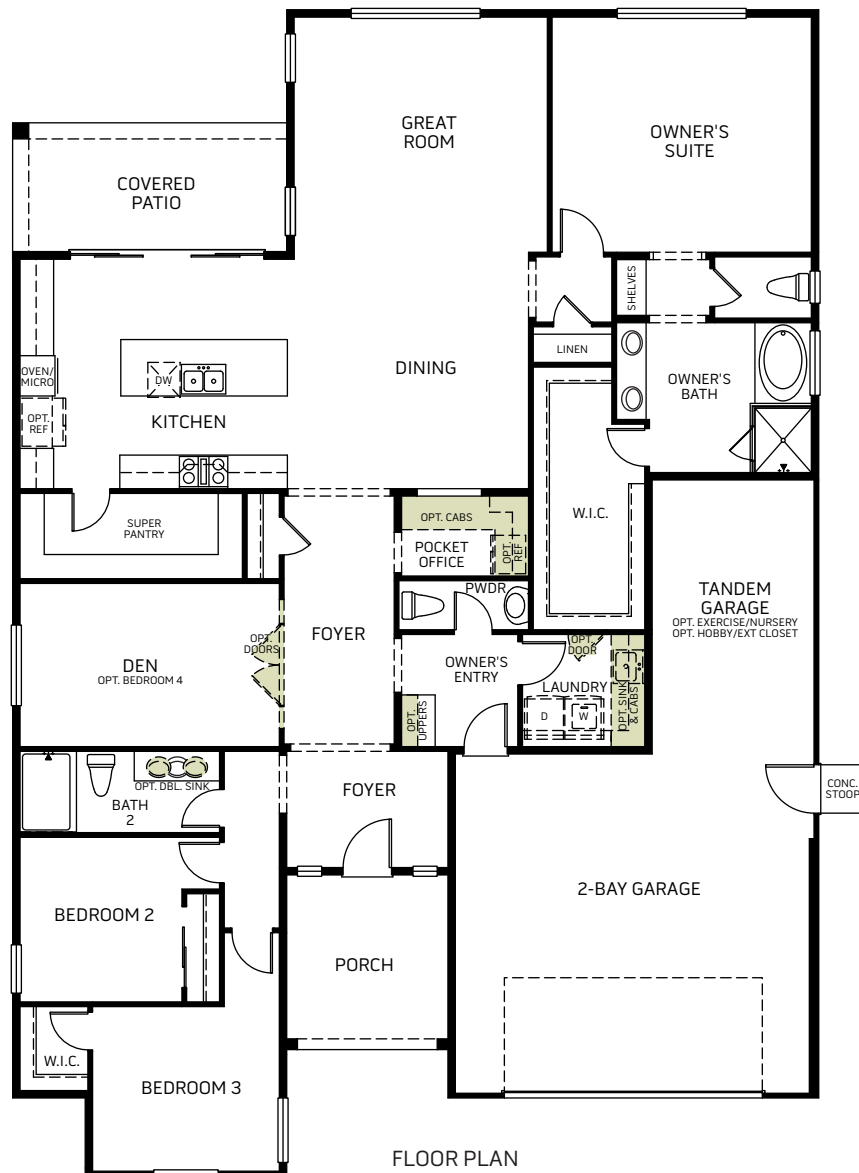 GREAT
ROOM
OWNER'S
SUITE
COVERED
PATIO
SHELVES
LINEN
OVEN/
MICRO
DW
DINING
OWNER'S
BATH
OPT.
REF
KITCHEN
SUPER
PANTRY
OPT. CABS
POCKET
OFFICE
OPT.
REF
W.I.C.
PWDR
TANDEM
GARAGE
OPT. EXERCISE/NURSERY
OPT. HOBBY/EXT CLOSET
DEN
OPT. BEDROOM 4
OPT.
DOORS
FOYER
OWNER'S
ENTRY
OPT.
DOOR
LAUNDRY
OPT.
UPPERS
D
W
OPT. SINK
& CABS
OPT. DBL. SINK
BATH
2
FOYER
CONC.
STOOP
2-BAY GARAGE
BEDROOM 2
PORCH
W.I.C.
BEDROOM 3
FLOOR PLAN